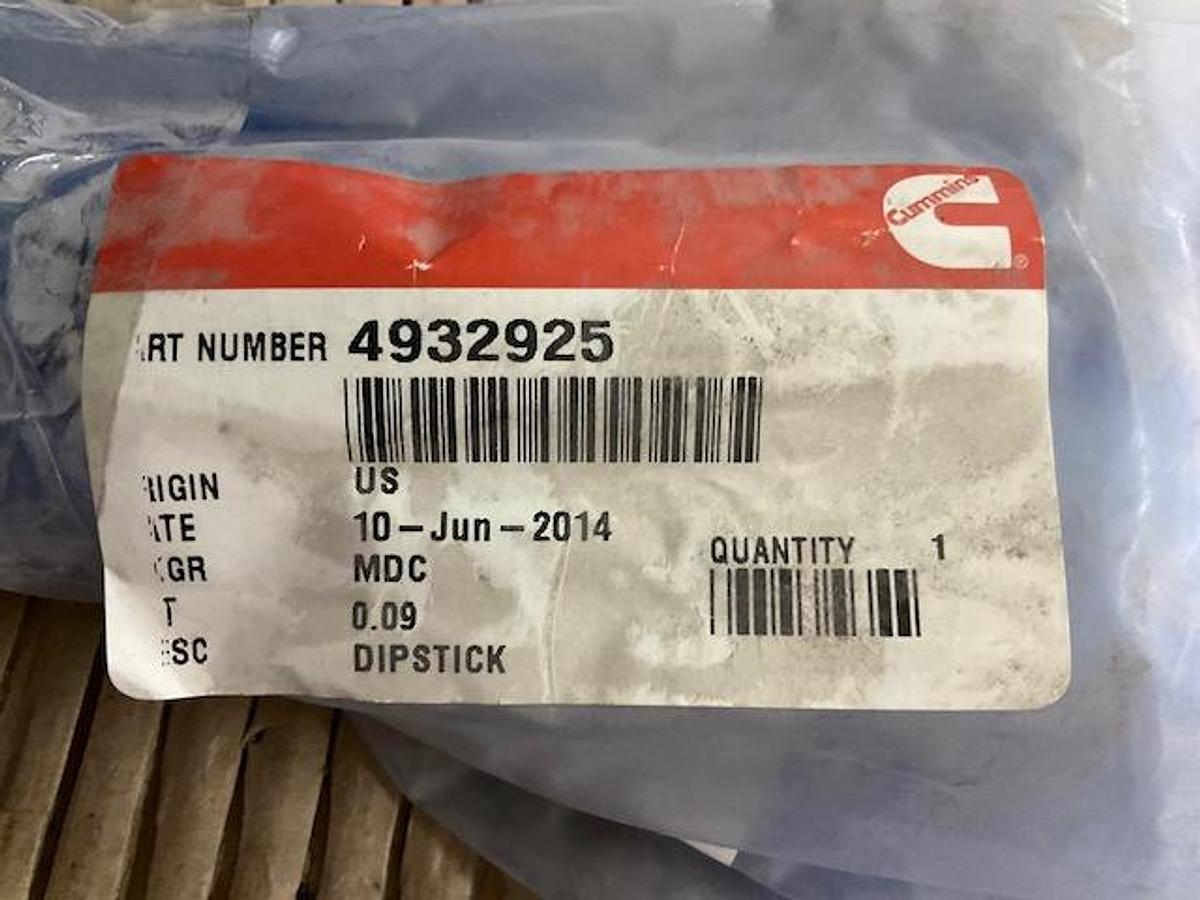 Cummins
®
ART NUMBER 4932925
RIGIN US
ATE 10-Jun-2014
KGR MDC
T 0.09
ESC DIPSTICK
QUANTITY 1